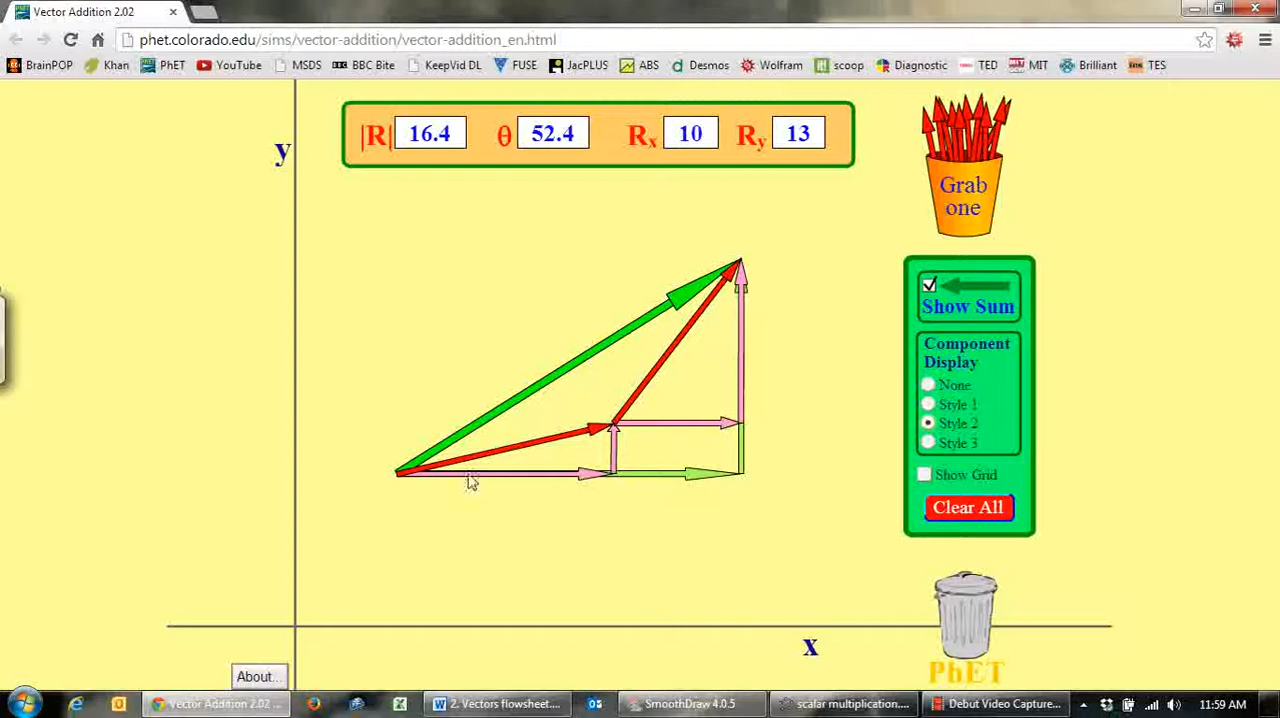 Vector Addition 2.02
phet.colorado.edu/sims/vector-addition/vector-addition_en.html
BrainPOP Khan PhET YouTube MSDS BBC Bite KeepVid DL FUSE JacPLUS ABS Desmos Wolfram scoop Diagnostic TED MIT Brilliant TES
|R| 16.4 θ 52.4 Rx 10 Ry 13
y
Grab
one
Show Sum
Component
Display
None
Style 1
Style 2
Style 3
Show Grid
Clear All
x
PhET
About...
Vector Addition 2.02 ... 2. Vectors flowsheet.... SmoothDraw 4.0.5 scalar multiplication.... Debut Video Capture... 11:59 AM